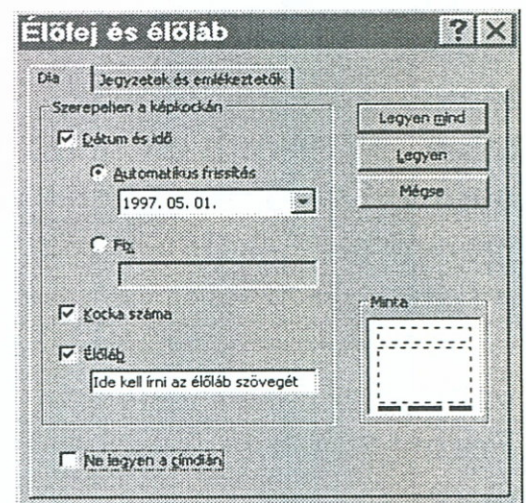 Élőfej és élőláb
Dia
Jegyzetek és emlékeztetők
Szerepeljen a képkockán
Dátum és idő
Automatikus frissítés
1997. 05. 01.
Fix
Kocka száma
Élőláb
Ide kell írni az élőláb szövegét
Ne legyen a címdián
Legyen mind
Legyen
Mégse
Minta